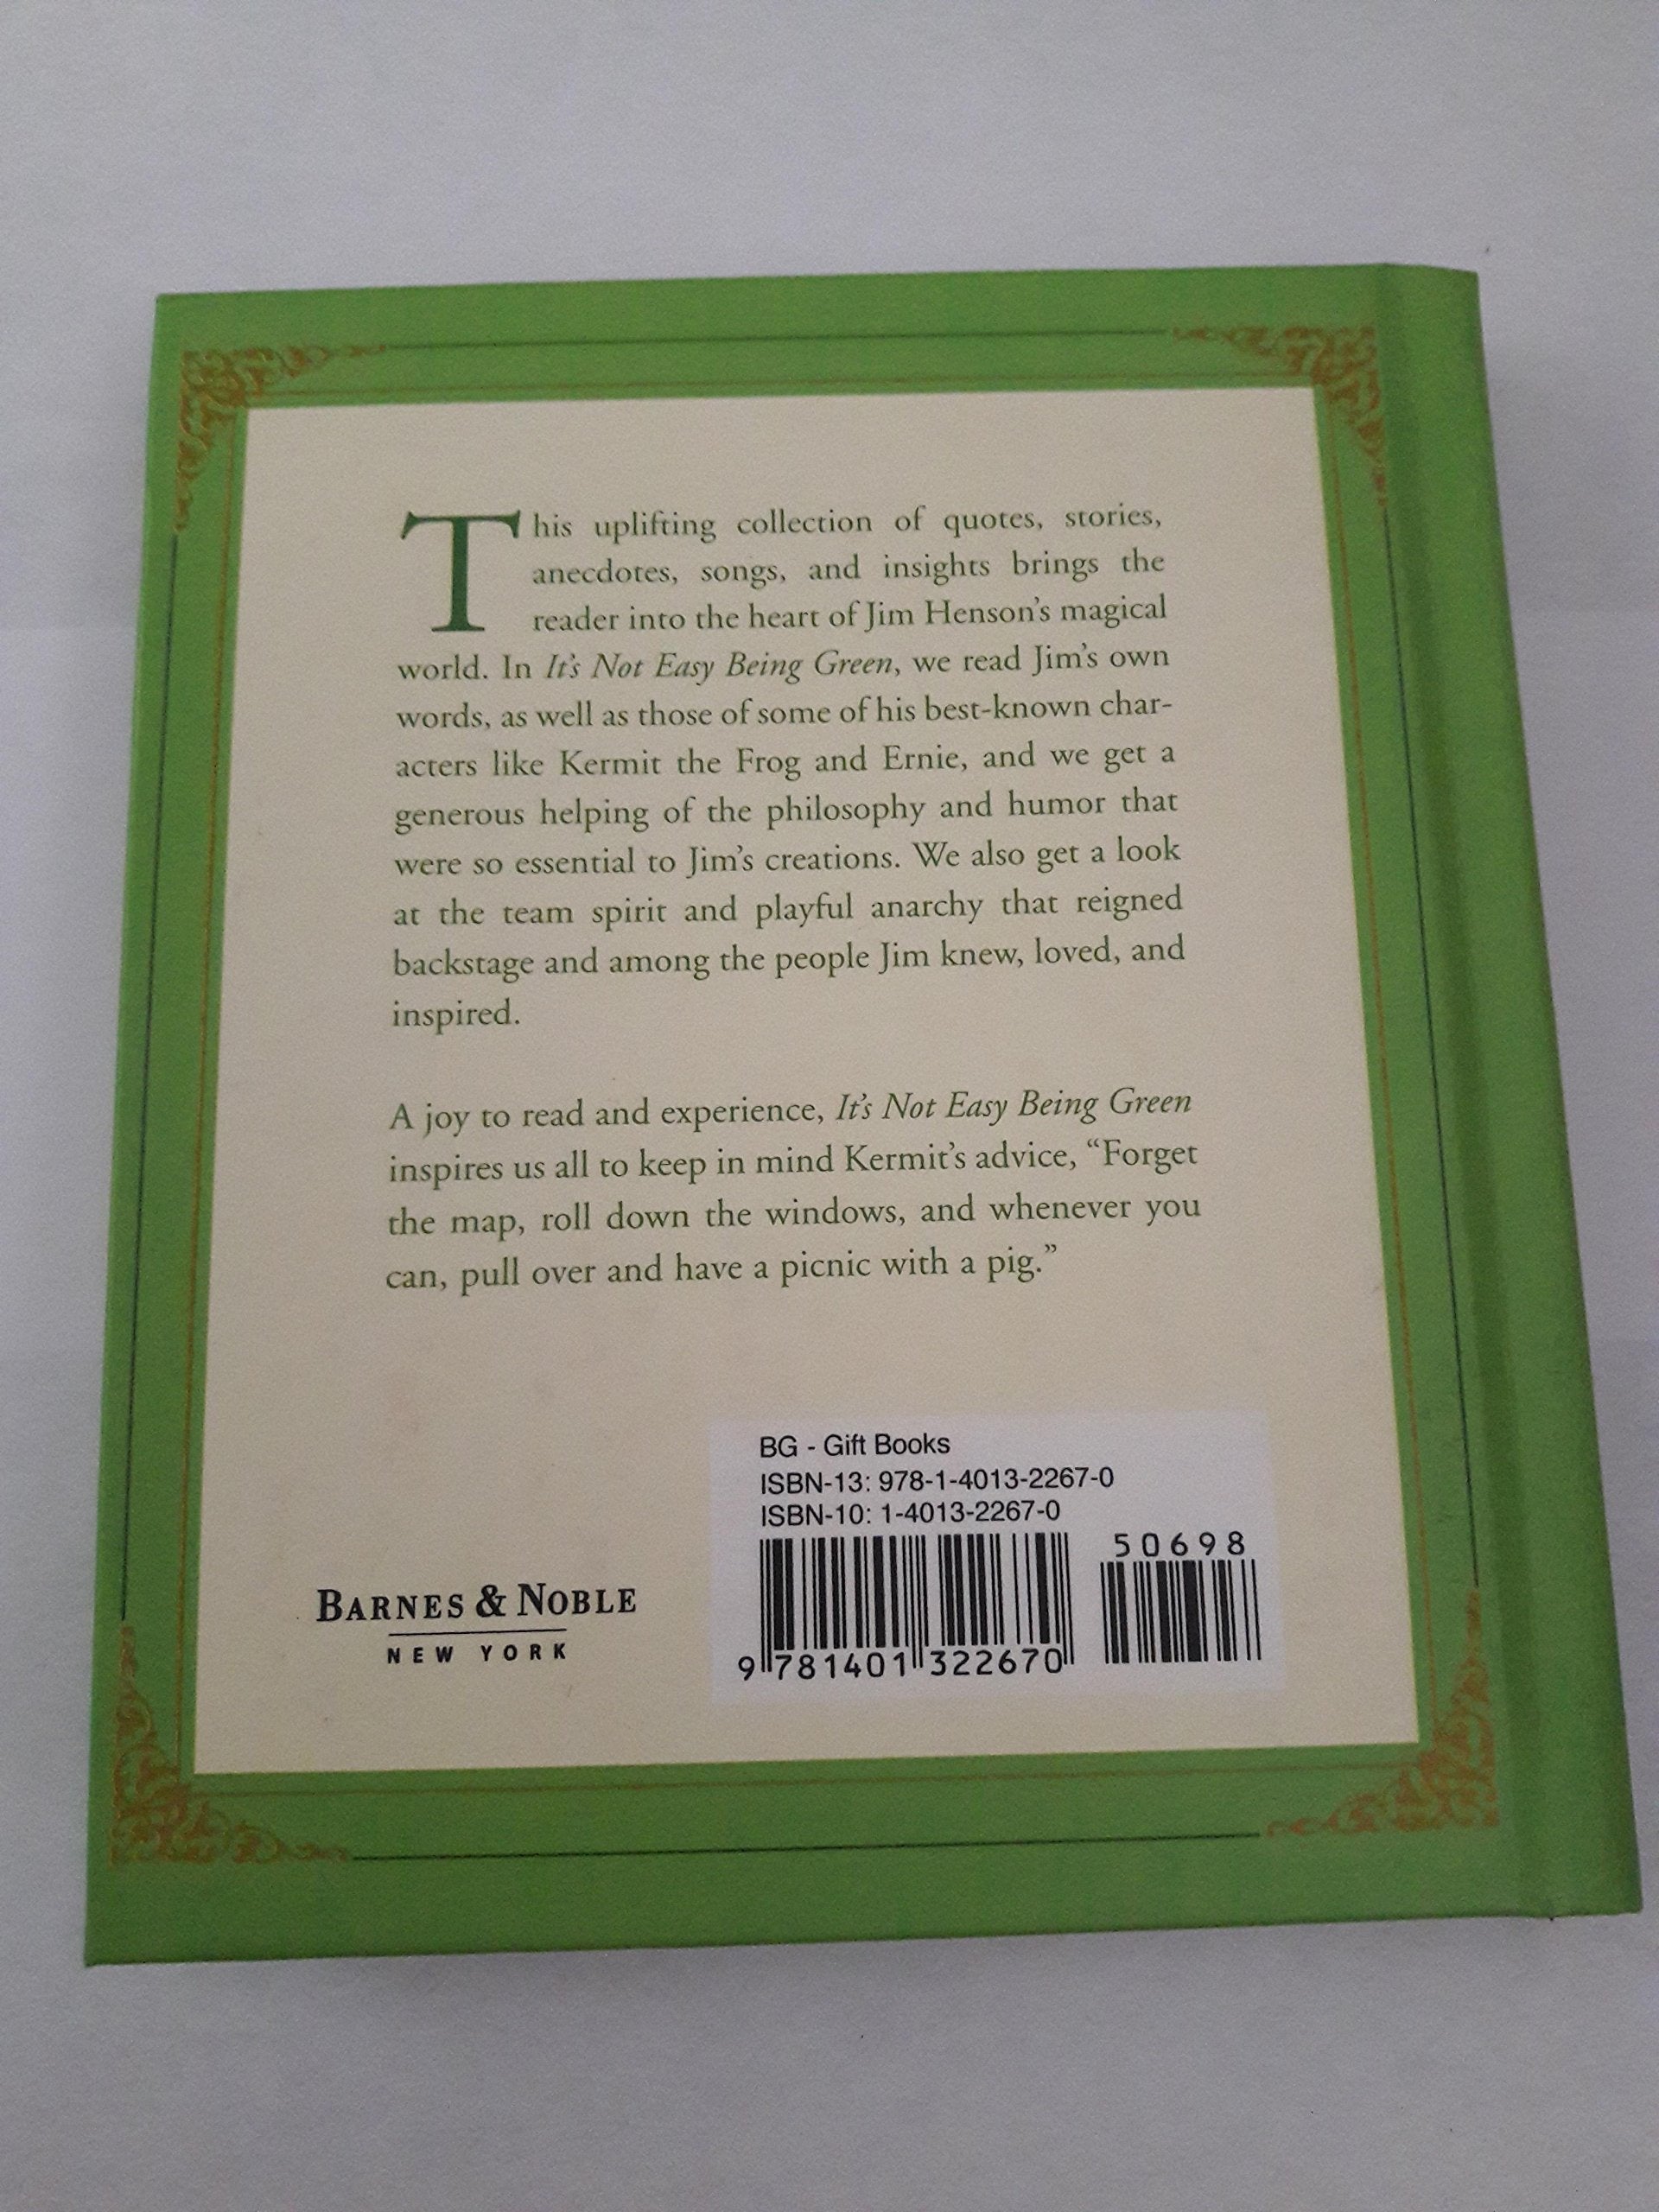 This uplifting collection of quotes, stories,
anecdotes, songs, and insights brings the
reader into the heart of Jim Henson’s magical
world. In It’s Not Easy Being Green, we read Jim’s own
words, as well as those of some of his best-known char-
acters like Kermit the Frog and Ernie, and we get a
generous helping of the philosophy and humor that
were so essential to Jim’s creations. We also get a look
at the team spirit and playful anarchy that reigned
backstage and among the people Jim knew, loved, and
inspired.
A joy to read and experience, It’s Not Easy Being Green
inspires us all to keep in mind Kermit’s advice, “Forget
the map, roll down the windows, and whenever you
can, pull over and have a picnic with a pig.”
BG - Gift Books
ISBN-13: 978-1-4013-2267-0
ISBN-10: 1-4013-2267-0
50698
9 781401 322670
BARNES & NOBLE
NEW YORK